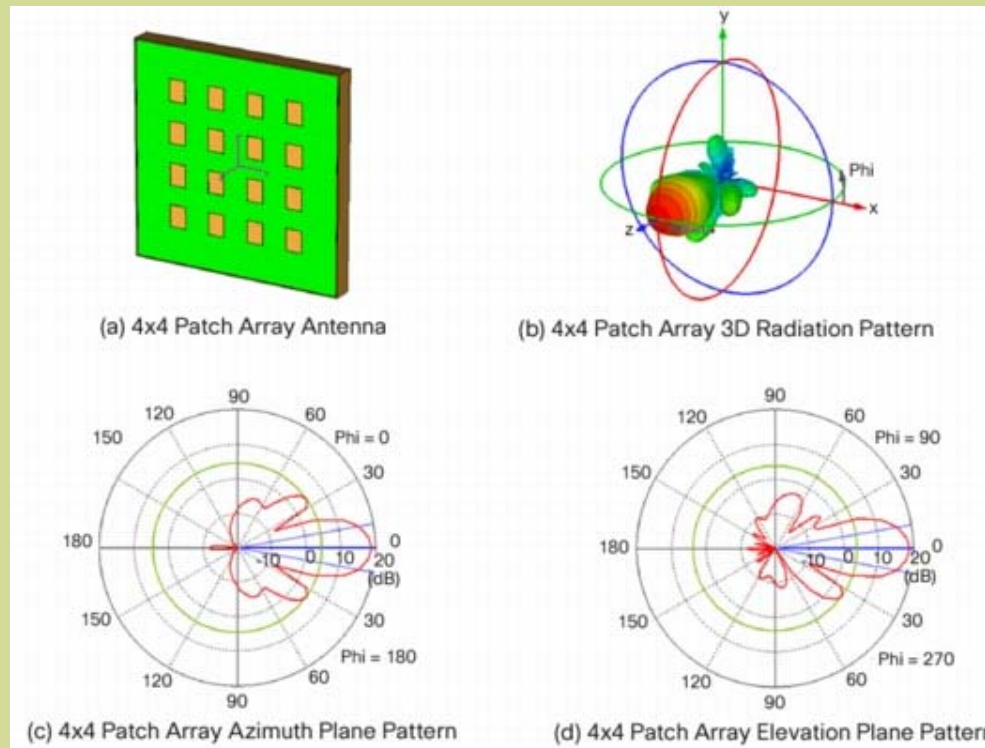 y
Phi
x
z
(a) 4x4 Patch Array Antenna
(b) 4x4 Patch Array 3D Radiation Pattern
90
120
60
150
Phi = 0
30
180
-10
0
10
20
0
(dB)
150
30
120
60
Phi = 180
90
90
120
60
150
Phi = 90
30
180
-10
0
10
20
0
(dB)
150
30
120
60
Phi = 270
90
(c) 4x4 Patch Array Azimuth Plane Pattern
(d) 4x4 Patch Array Elevation Plane Pattern